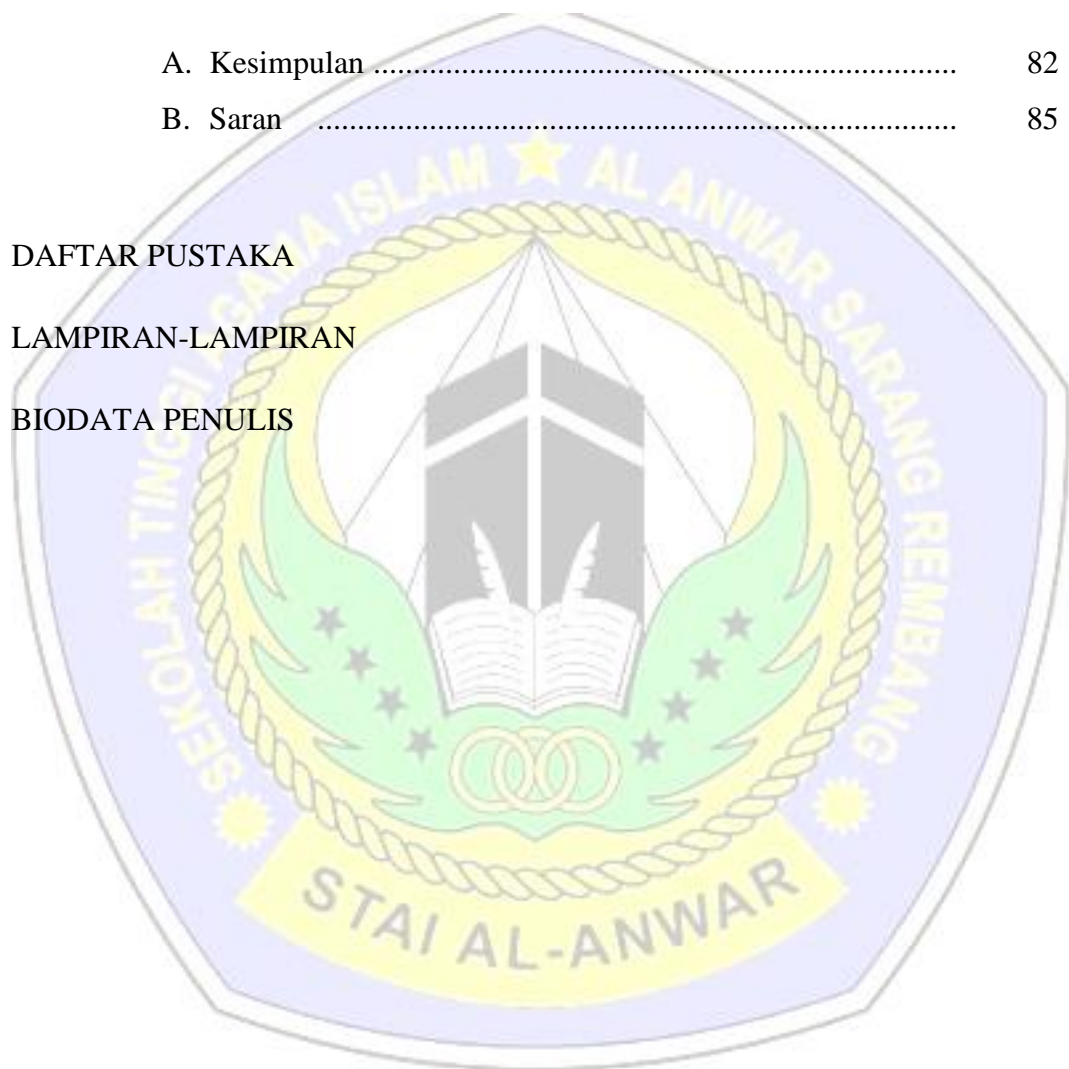 A. Kesimpulan ...................................................................... 82
B. Saran ............................................................................. 85
SEKOLAH TINGGI AGAMA ISLAM ★ AL ANWAR SARANG REMBANG
DAFTAR PUSTAKA
LAMPIRAN-LAMPIRAN
BIODATA PENULIS
STAI AL-ANWAR